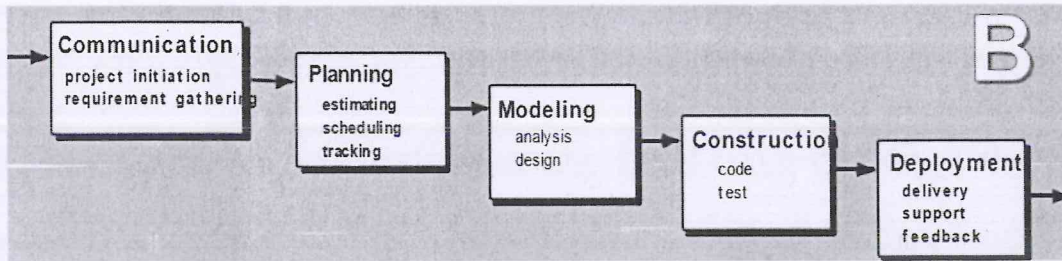 B
Communication
project initiation
requirement gathering
Planning
estimating
scheduling
tracking
Modeling
analysis
design
Construction
code
test
Deployment
delivery
support
feedback